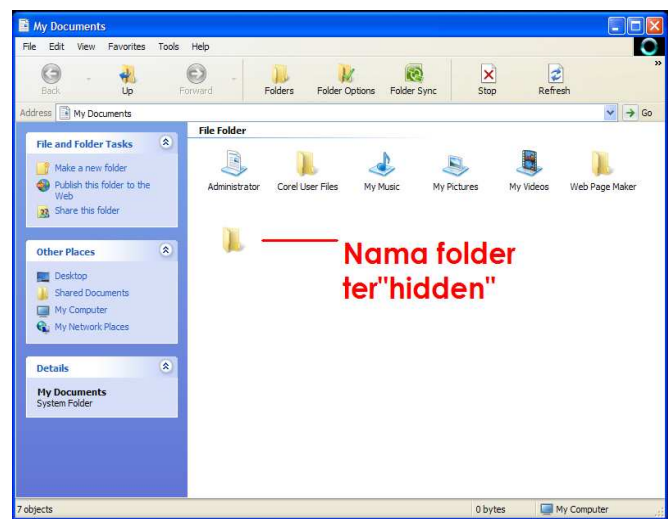 My Documents
File Edit View Favorites Tools Help
Back Up Forward Folders Folder Options Folder Sync Stop Refresh »
Address My Documents Go
File and Folder Tasks
Make a new folder
Publish this folder to the
Web
Share this folder
Other Places
Desktop
Shared Documents
My Computer
My Network Places
Details
My Documents
System Folder
File Folder
Administrator Corel User Files My Music My Pictures My Videos Web Page Maker
Nama folder
ter"hidden"
7 objects 0 bytes My Computer